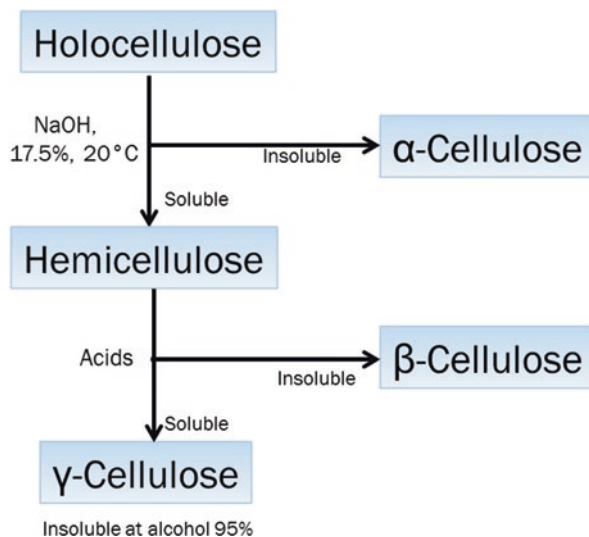 Holocellulose
NaOH,
17.5%, 20°C
Insoluble
α-Cellulose
Soluble
Hemicellulose
Acids
Insoluble
β-Cellulose
Soluble
γ-Cellulose
Insoluble at alcohol 95%